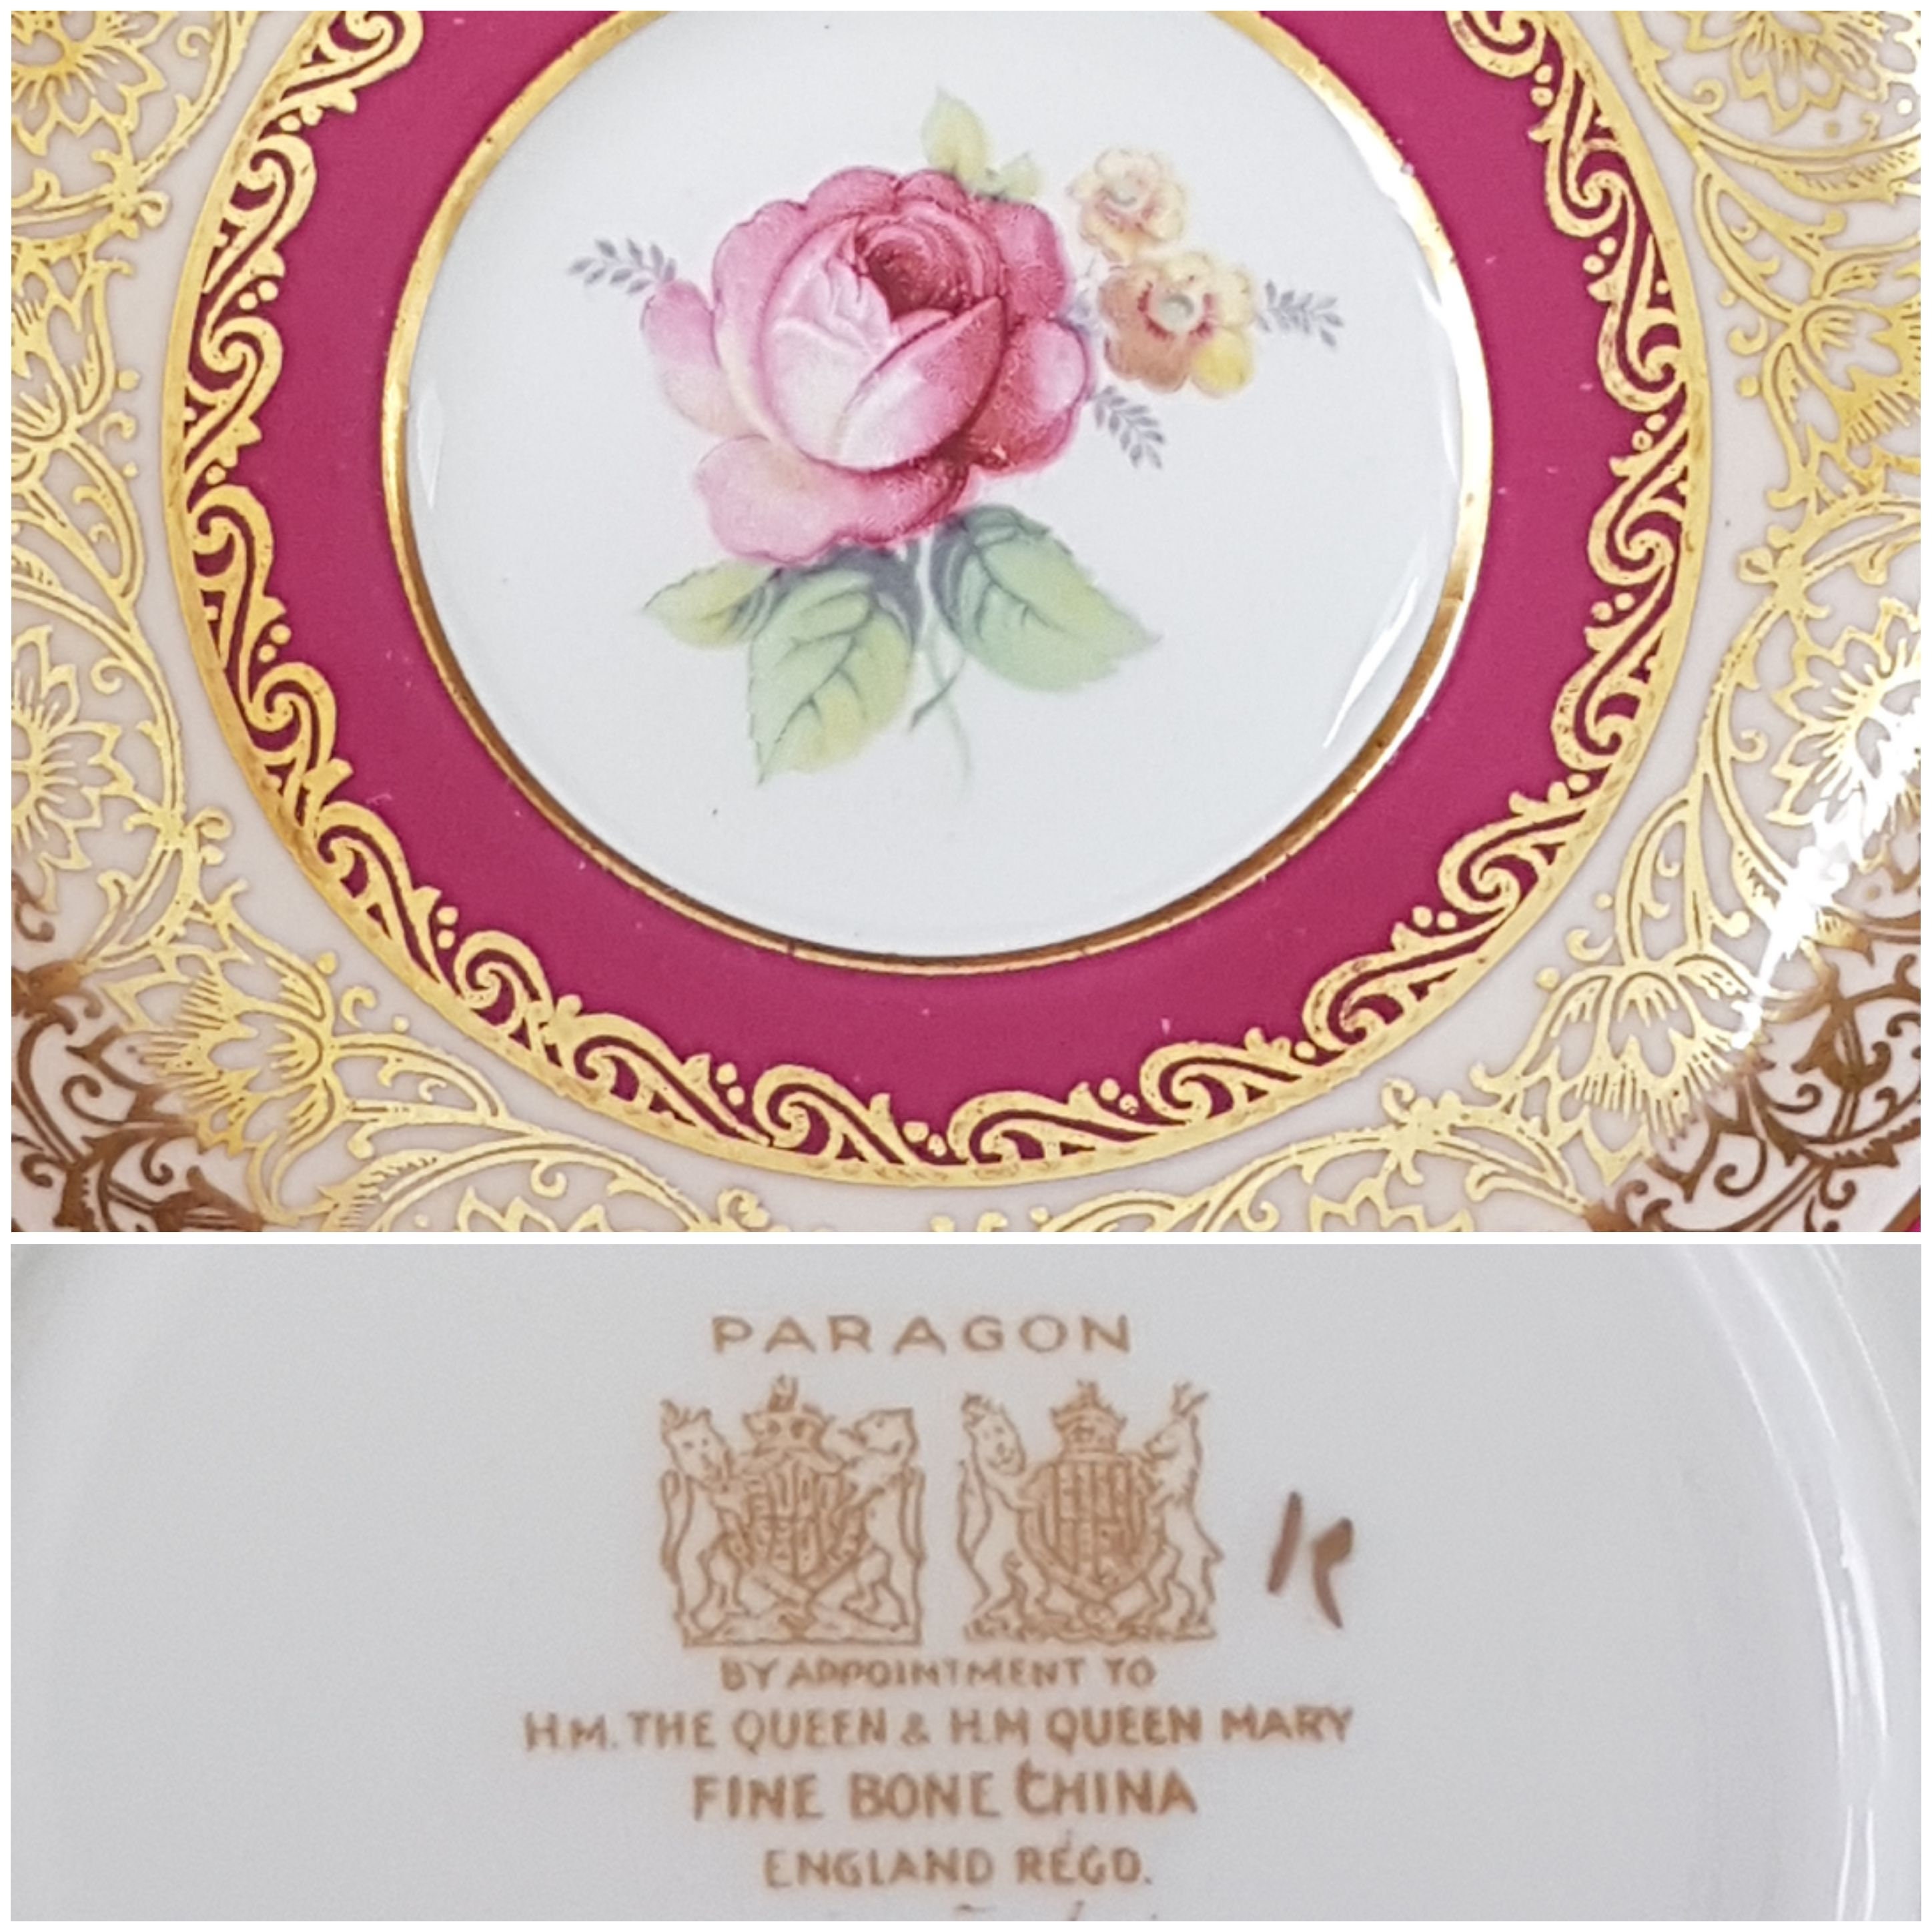 PARAGON
BY APPOINTMENT TO
H.M. THE QUEEN & H.M QUEEN MARY
FINE BONE CHINA
ENGLAND REGD.